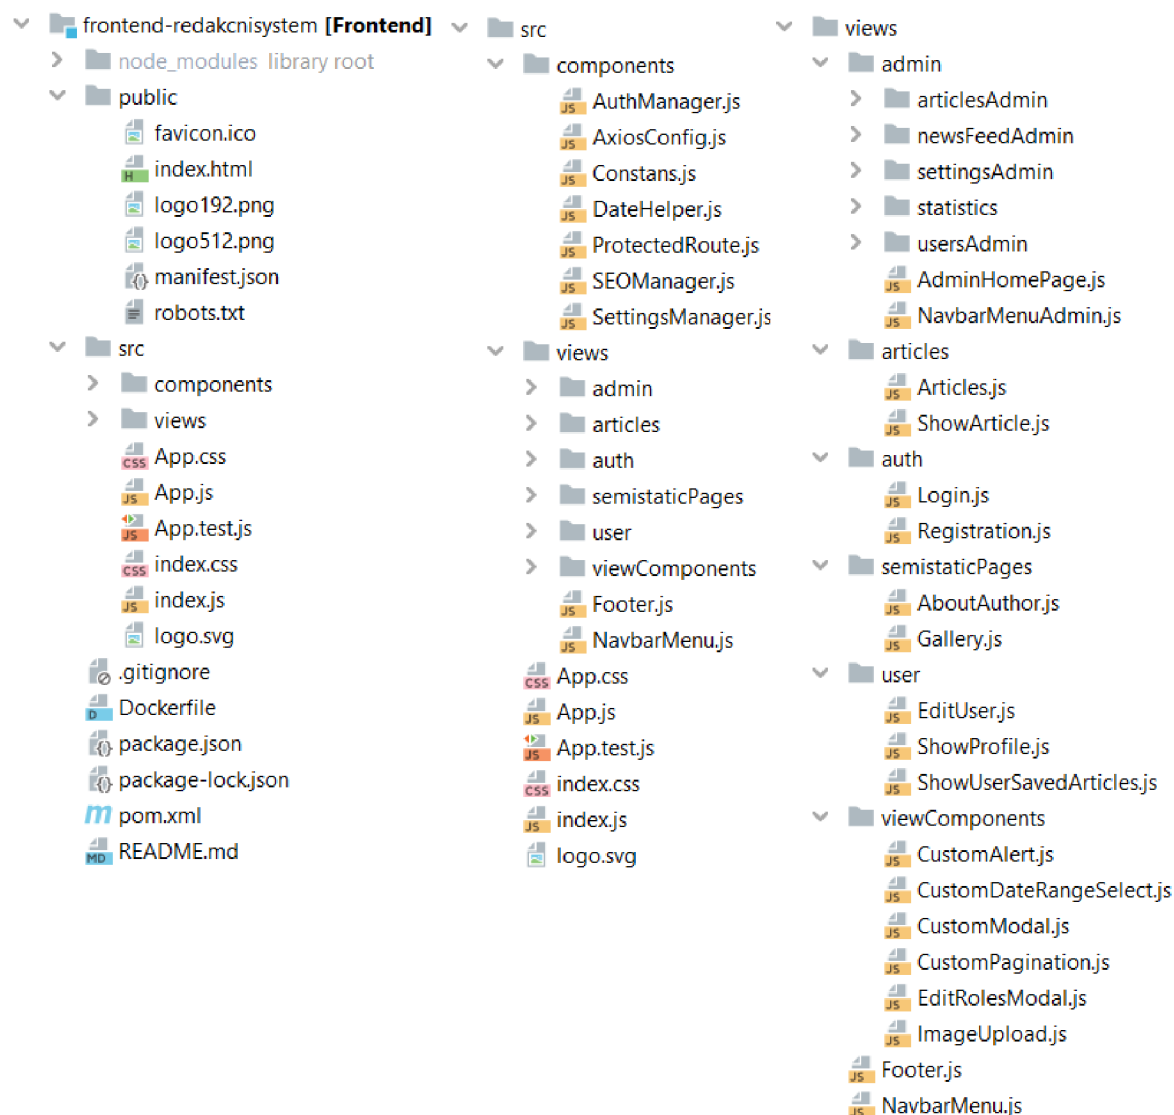 frontend-redakcnisystem [Frontend]
node_modules library root
public
favicon.ico
index.html
logo192.png
logo512.png
manifest.json
robots.txt
src
components
views
App.css
App.js
App.test.js
index.css
index.js
logo.svg
.gitignore
Dockerfile
package.json
package-lock.json
pom.xml
README.md
src
components
AuthManager.js
AxiosConfig.js
Constans.js
DateHelper.js
ProtectedRoute.js
SEOManager.js
SettingsManager.js
views
admin
articles
auth
semistaticPages
user
viewComponents
Footer.js
NavbarMenu.js
App.css
App.js
App.test.js
index.css
index.js
logo.svg
views
admin
articlesAdmin
newsFeedAdmin
settingsAdmin
statistics
usersAdmin
AdminHomePage.js
NavbarMenuAdmin.js
articles
Articles.js
ShowArticle.js
auth
Login.js
Registration.js
semistaticPages
AboutAuthor.js
Gallery.js
user
EditUser.js
ShowProfile.js
ShowUserSavedArticles.js
viewComponents
CustomAlert.js
CustomDateRangeSelect.js
CustomModal.js
CustomPagination.js
EditRolesModal.js
ImageUpload.js
Footer.js
NavbarMenu.js